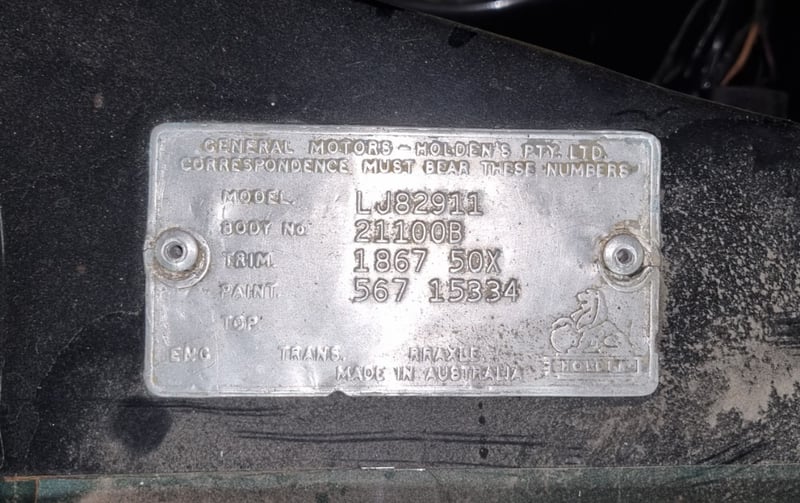 GENERAL MOTORS - HOLDEN'S PTY. LTD.
CORRESPONDENCE MUST BEAR THESE NUMBERS
MODEL. LJ82911
BODY No 21100B
TRIM. 1867 50X
PAINT. 567 15334
TOP
ENG TRANS. RRAXLE
MADE IN AUSTRALIA
HOLDEN